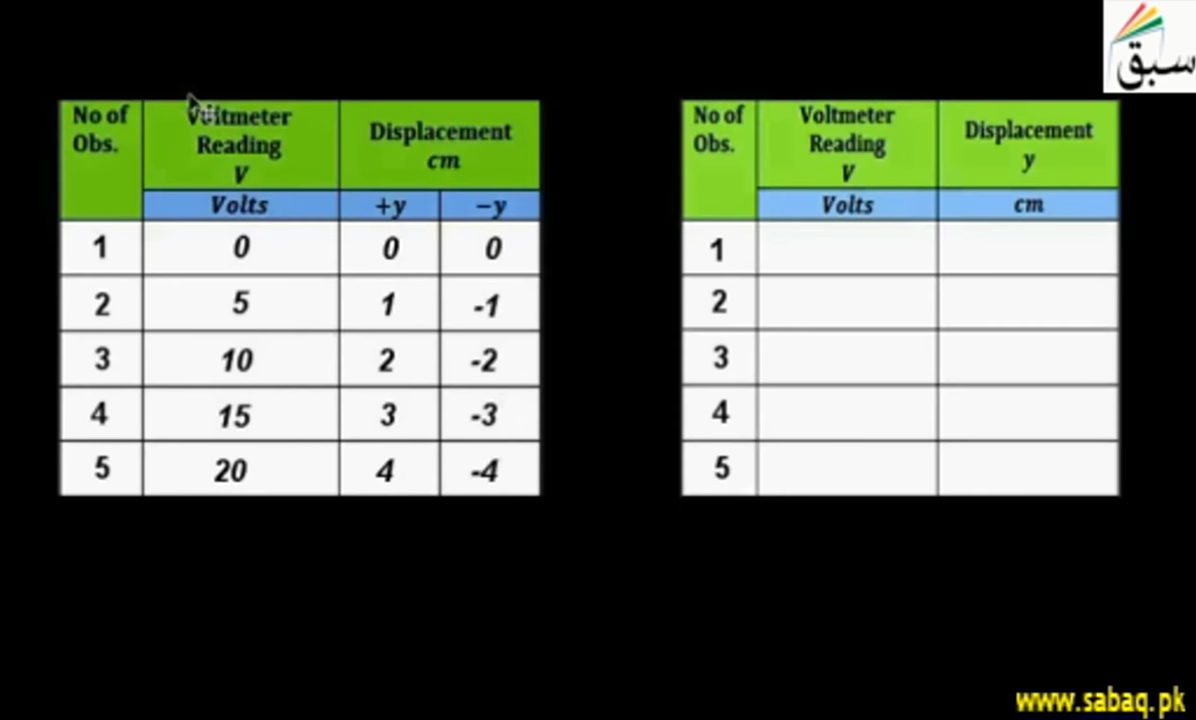 سبق
No of Obs. Voltmeter Reading V Displacement cm
Volts +y −y
1 0 0 0
2 5 1 -1
3 10 2 -2
4 15 3 -3
5 20 4 -4
No of Obs. Voltmeter Reading V Displacement y
Volts cm
1
2
3
4
5
www.sabaq.pk